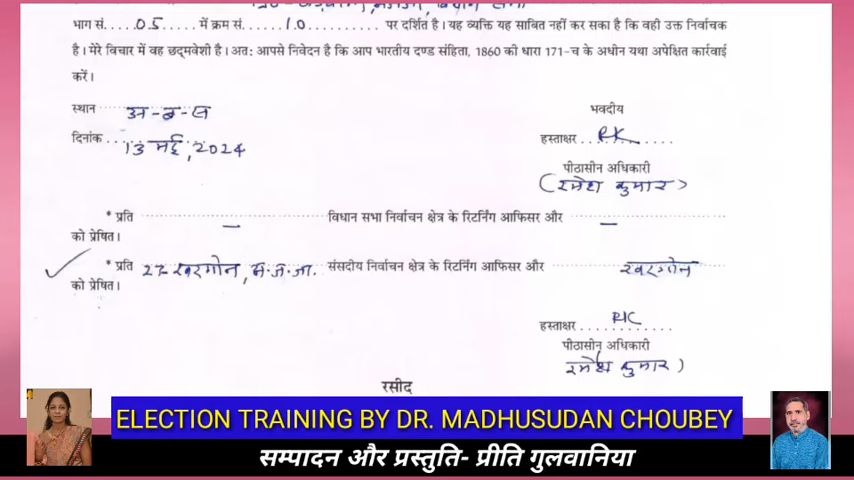 भाग सं. ....05..... में क्रम सं. ......10........... पर दर्शित है। यह व्यक्ति यह साबित नहीं कर सका है कि वही उक्त निर्वाचक
है। मेरे विचार में वह छद्मवेशी है। अत: आपसे निवेदन है कि आप भारतीय दण्ड संहिता, 1860 की धारा 171-च के अधीन यथा अपेक्षित कार्रवाई
करें।
स्थान अ-ब-स
भवदीय
दिनांक ... 13 मई, 2024
हस्ताक्षर ..RK.......
पीठासीन अधिकारी
(रमेश कुमार)
* प्रति ........ — ........ विधान सभा निर्वाचन क्षेत्र के रिटर्निंग आफिसर और ...... — ......
को प्रेषित।
* प्रति 27-खरगोन, अ.ज.जा. संसदीय निर्वाचन क्षेत्र के रिटर्निंग आफिसर और ........ खरगोन
को प्रेषित।
हस्ताक्षर ....RK.......
पीठासीन अधिकारी
रमेश कुमार)
रसीद
ELECTION TRAINING BY DR. MADHUSUDAN CHOUBEY
सम्पादन और प्रस्तुति- प्रीति गुलवानिया